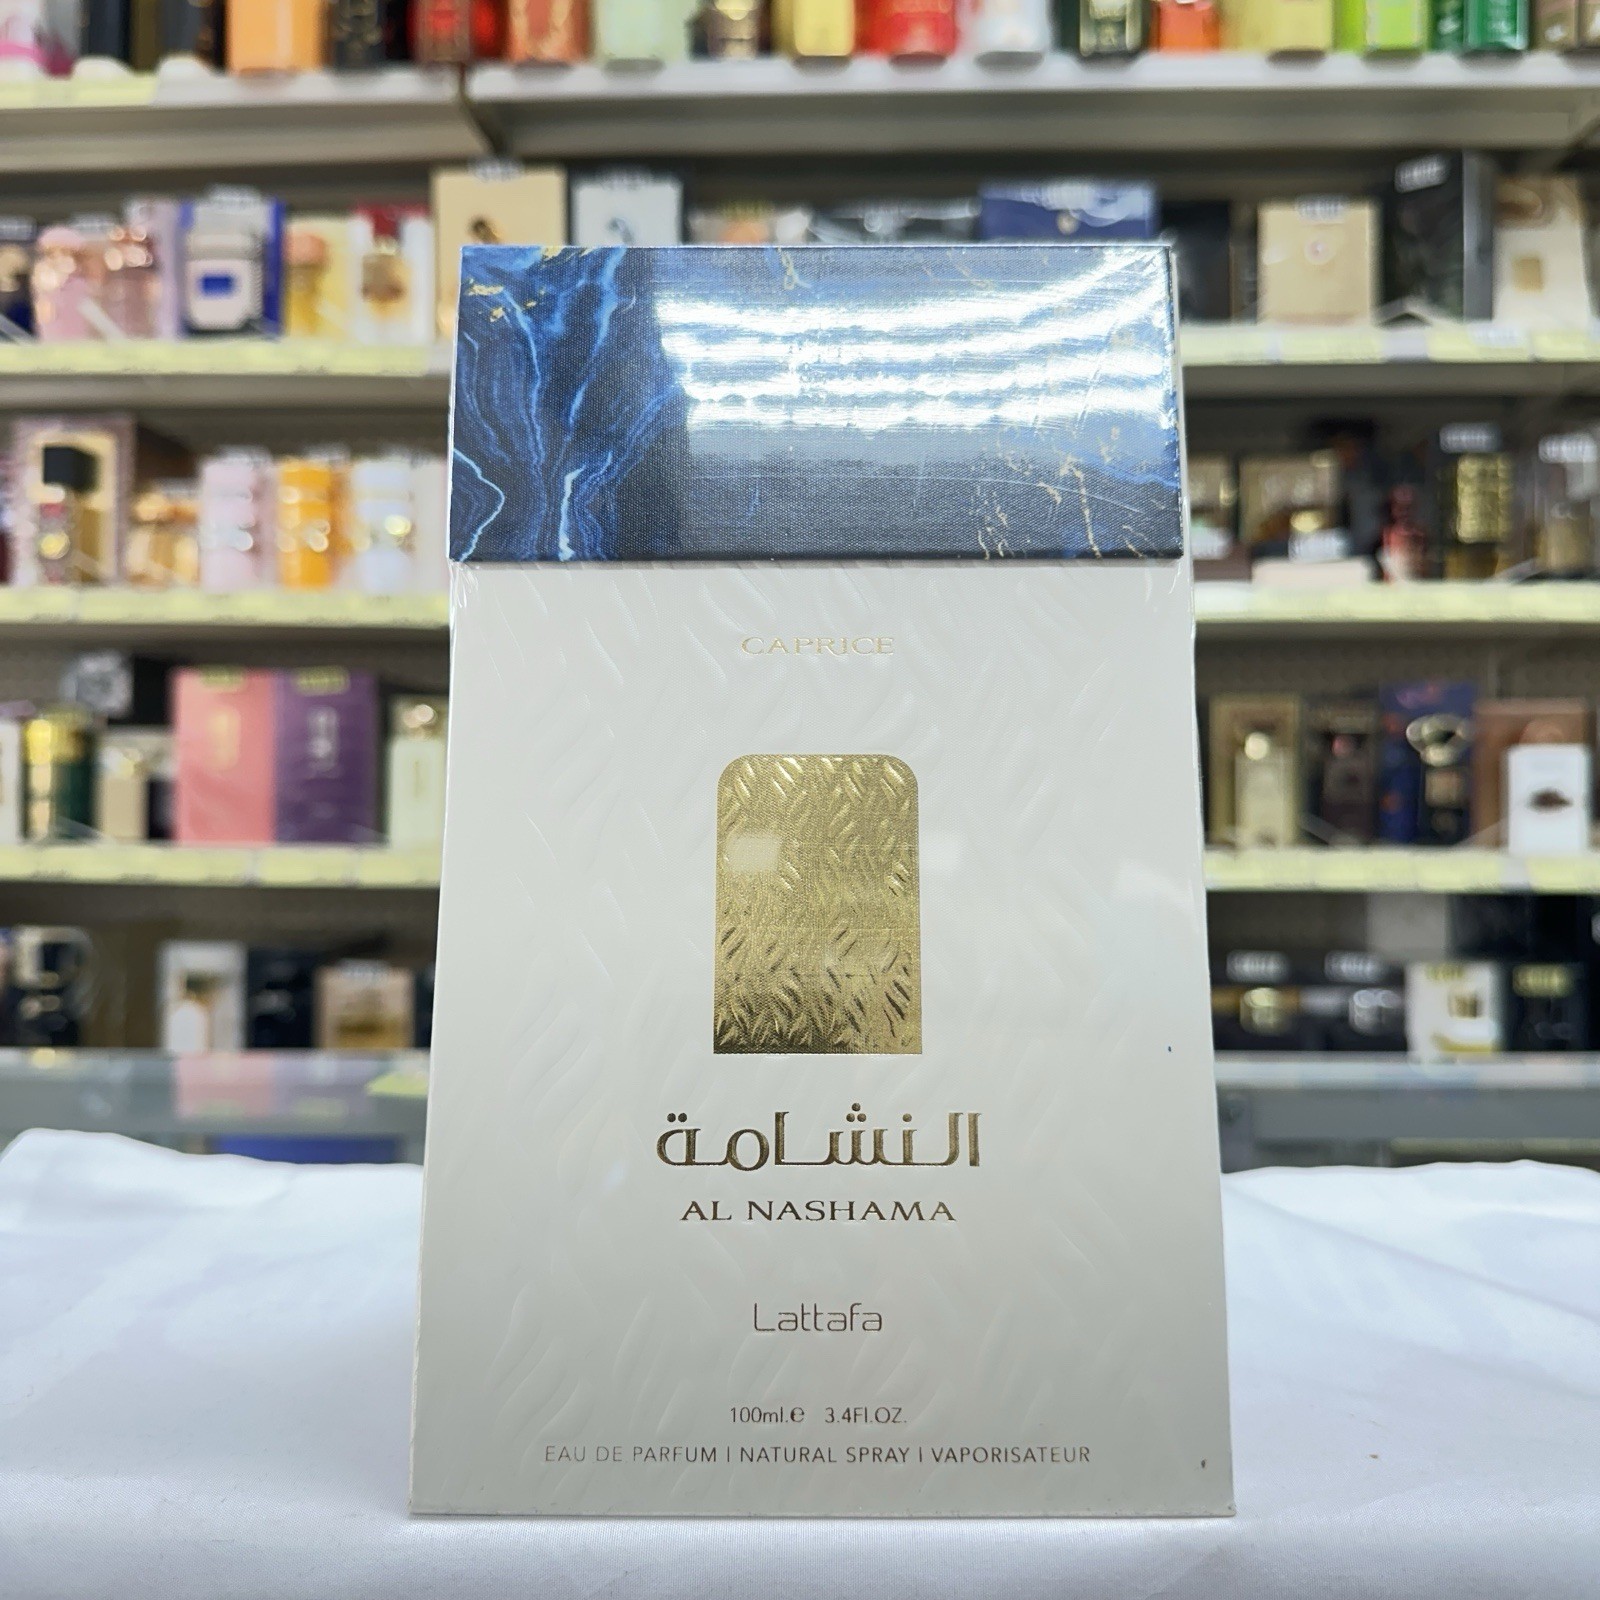 CAPRICE
النشامة
AL NASHAMA
Lattafa
100ml.e 3.4Fl.OZ.
EAU DE PARFUM | NATURAL SPRAY | VAPORISATEUR